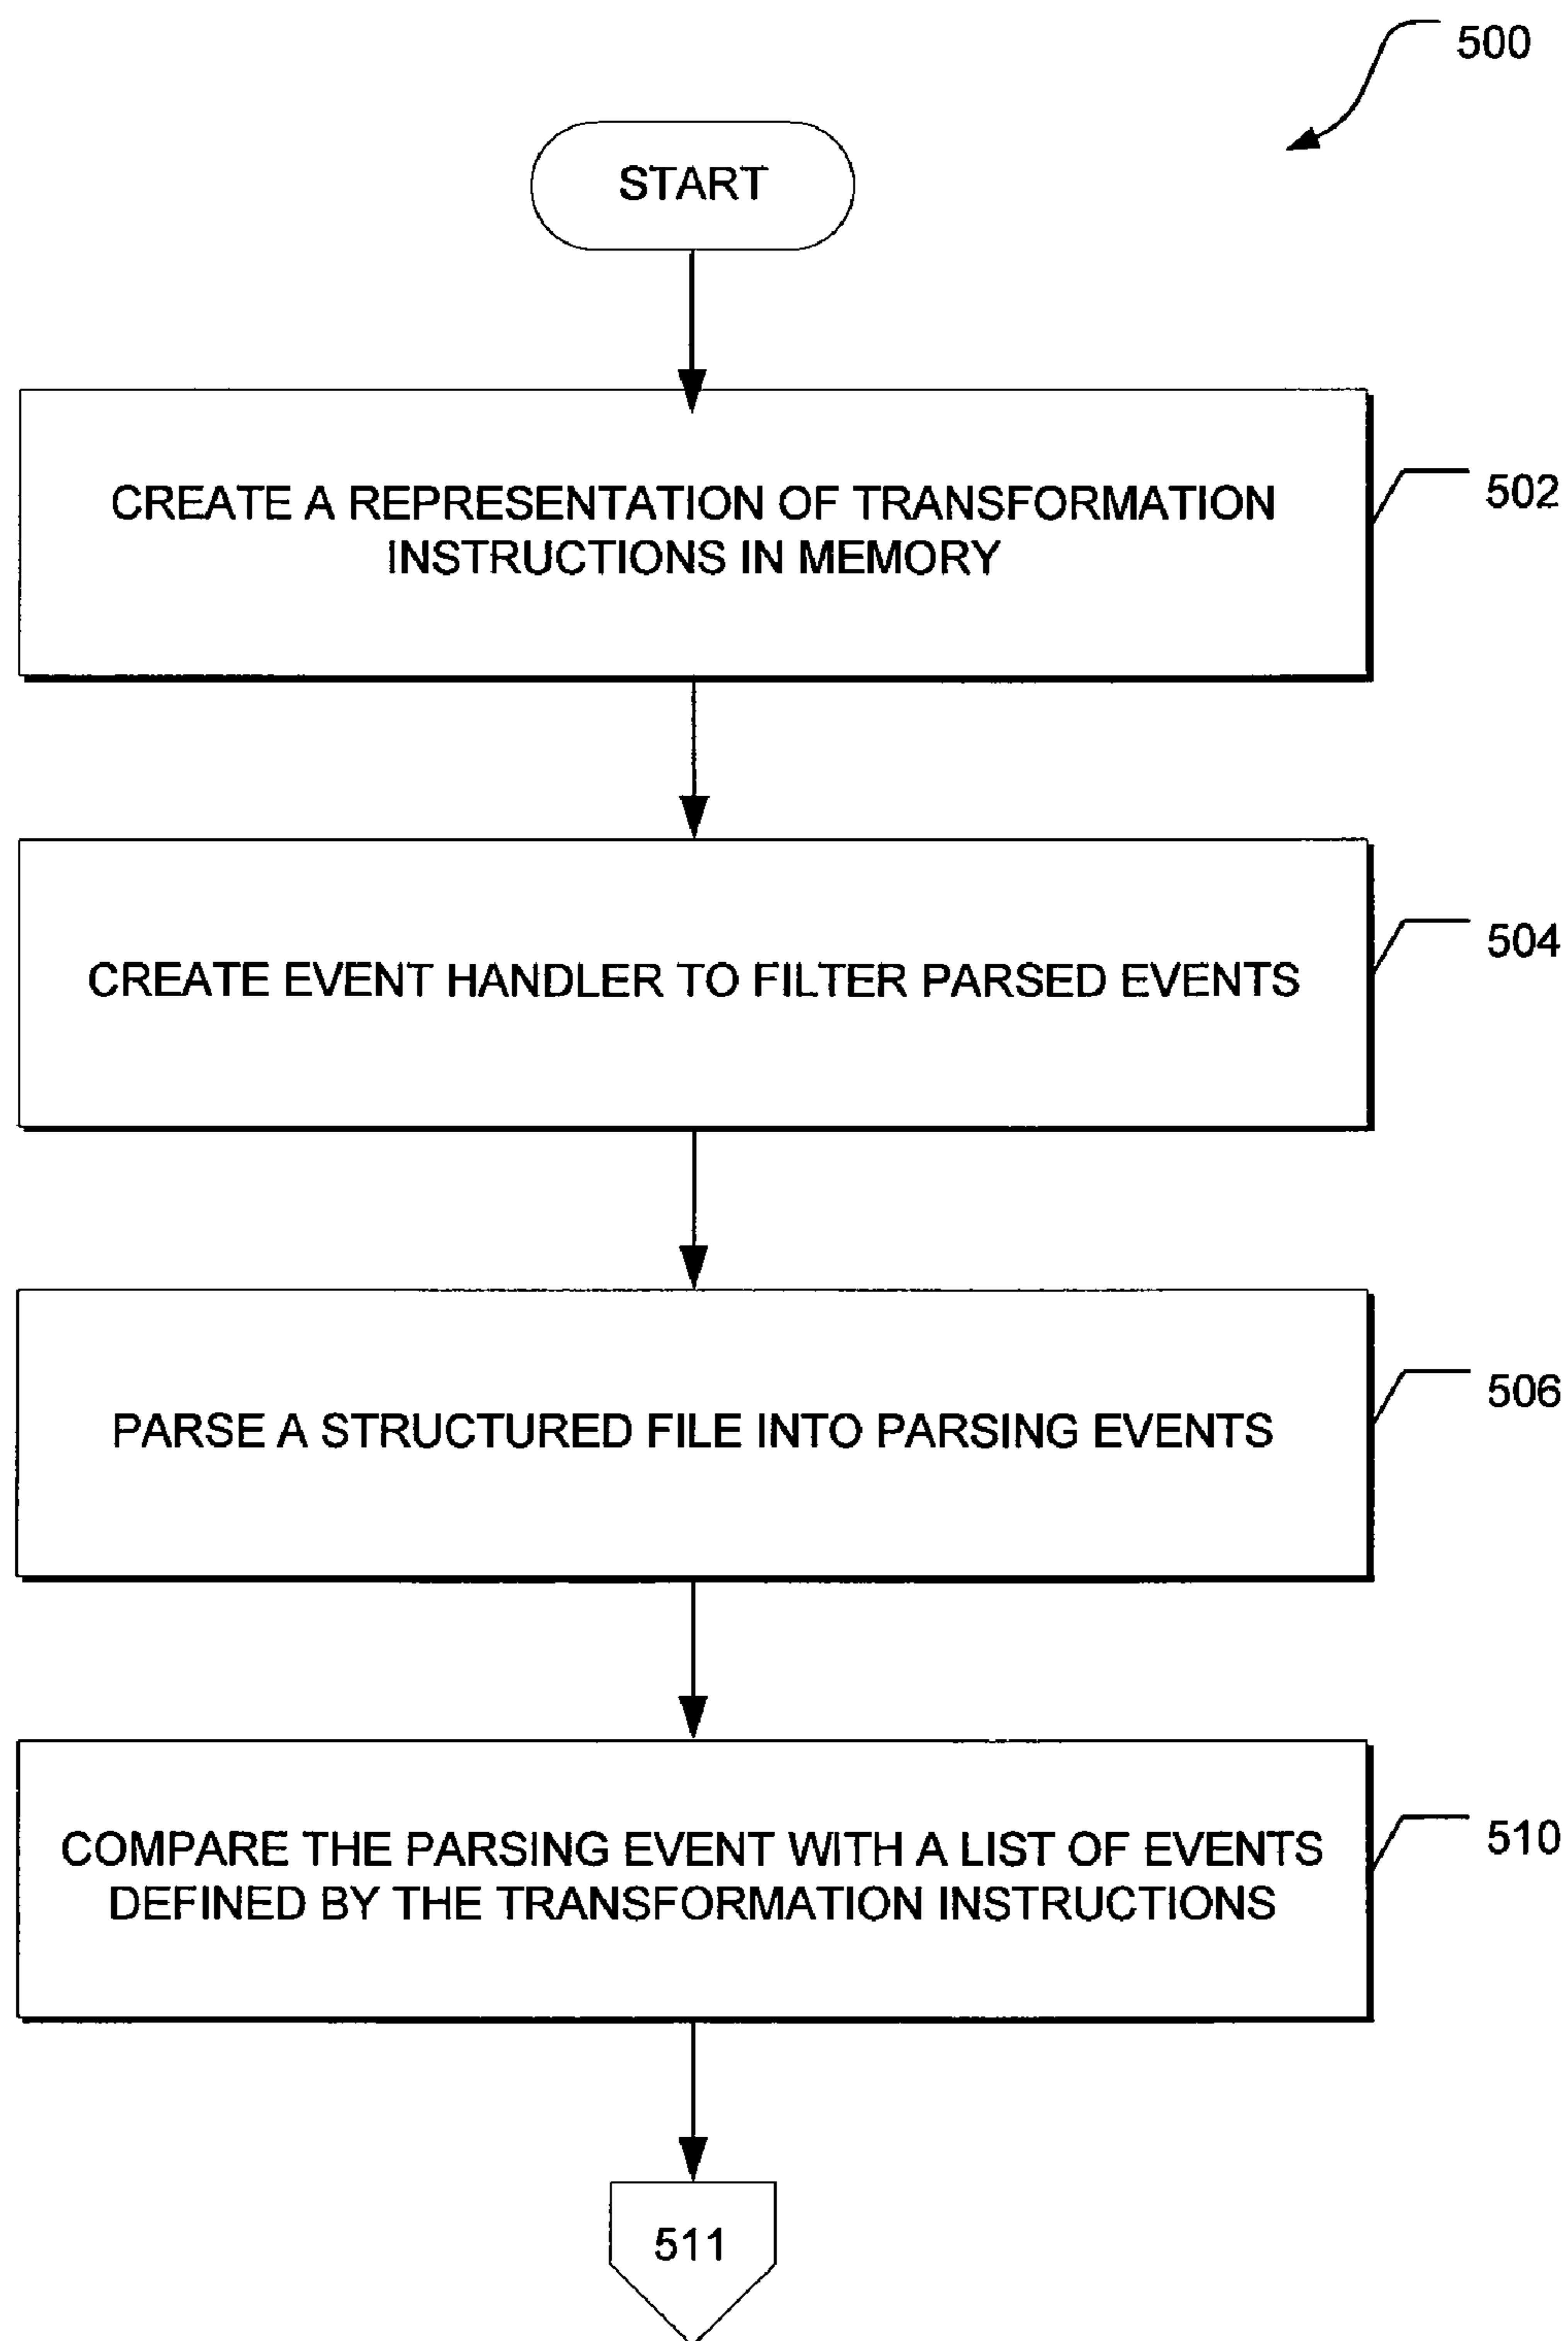 500
START
CREATE A REPRESENTATION OF TRANSFORMATION
INSTRUCTIONS IN MEMORY
502
CREATE EVENT HANDLER TO FILTER PARSED EVENTS
504
PARSE A STRUCTURED FILE INTO PARSING EVENTS
506
COMPARE THE PARSING EVENT WITH A LIST OF EVENTS
DEFINED BY THE TRANSFORMATION INSTRUCTIONS
510
511